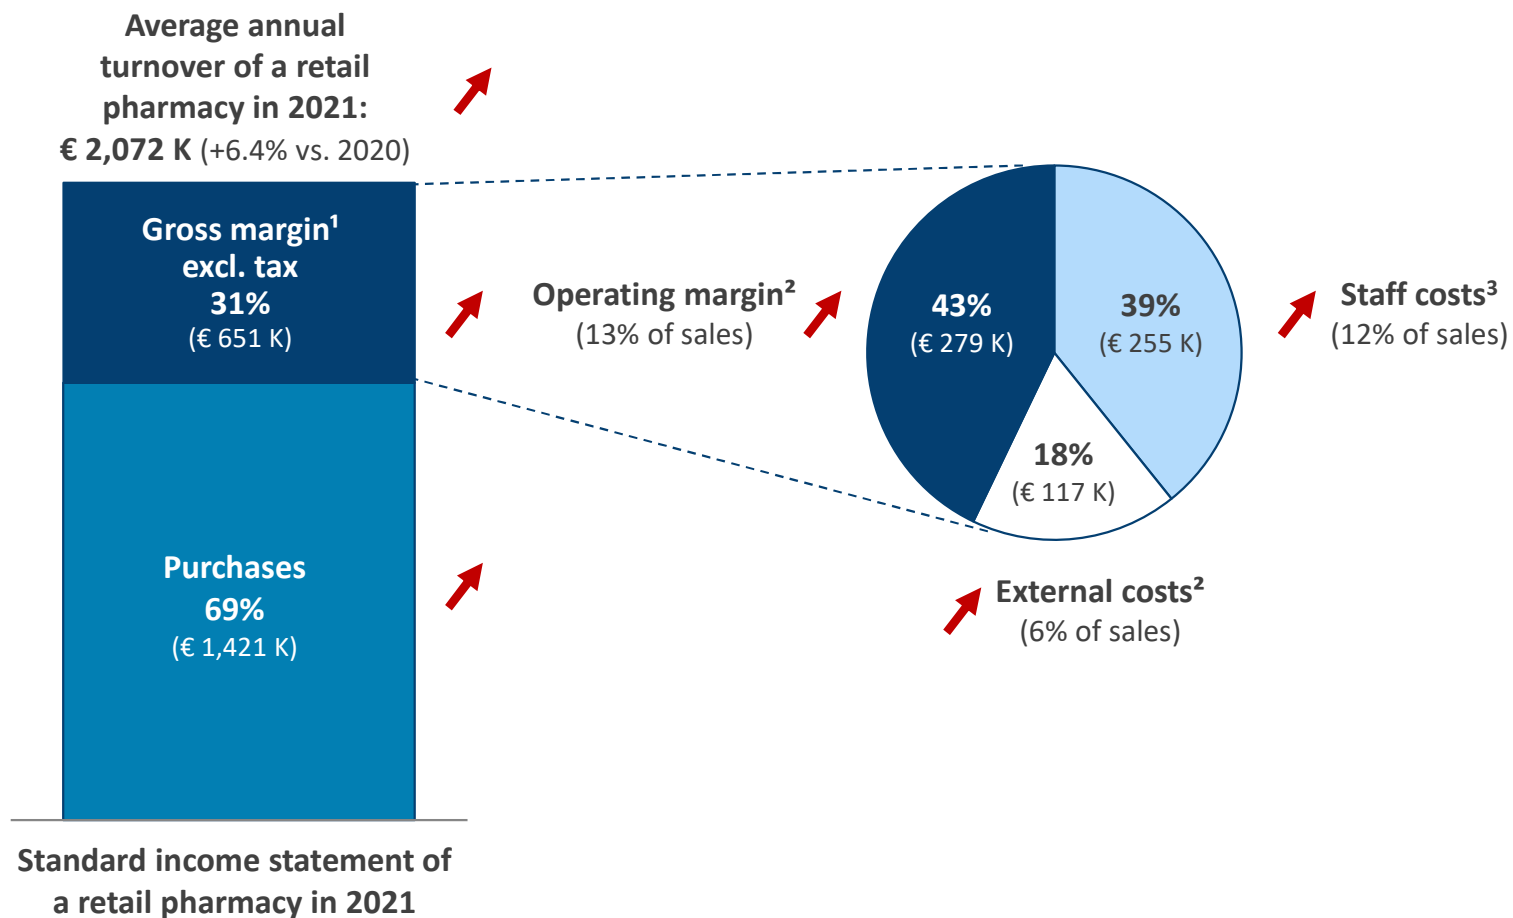 Average annual
turnover of a retail
pharmacy in 2021:
€ 2,072 K (+6.4% vs. 2020)
Gross margin¹
excl. tax
31%
(€ 651 K)
Purchases
69%
(€ 1,421 K)
Standard income statement of
a retail pharmacy in 2021
Operating margin²
(13% of sales)
43%
(€ 279 K)
39%
(€ 255 K)
18%
(€ 117 K)
Staff costs³
(12% of sales)
External costs²
(6% of sales)